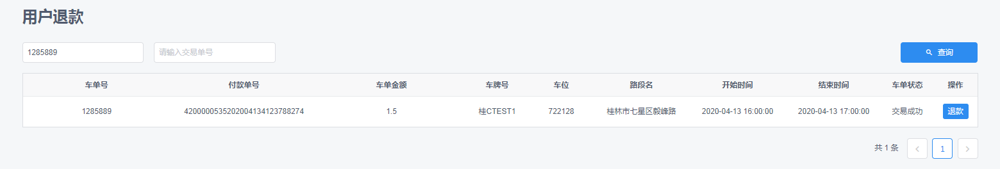 用户退款
1285889 请输入交易单号 查询
车单号 付款单号 车单金额 车牌号 车位 路段名 开始时间 结束时间 车单状态 操作
1285889 4200000535202004134123788274 1.5 桂CTEST1 722128 桂林市七星区毅峰路 2020-04-13 16:00:00 2020-04-13 17:00:00 交易成功 退款
共 1 条 1